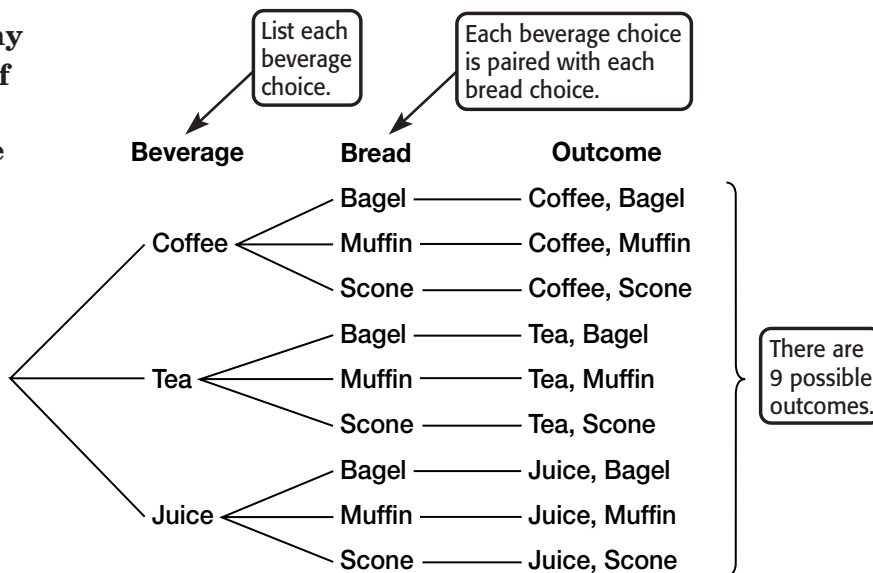 ny
f
e
List each
beverage
choice.
Each beverage choice
is paired with each
bread choice.
Beverage Bread Outcome
Bagel Coffee, Bagel
Coffee Muffin Coffee, Muffin
Scone Coffee, Scone
Bagel Tea, Bagel
Tea Muffin Tea, Muffin
Scone Tea, Scone
Bagel Juice, Bagel
Juice Muffin Juice, Muffin
Scone Juice, Scone
There are
9 possible
outcomes.